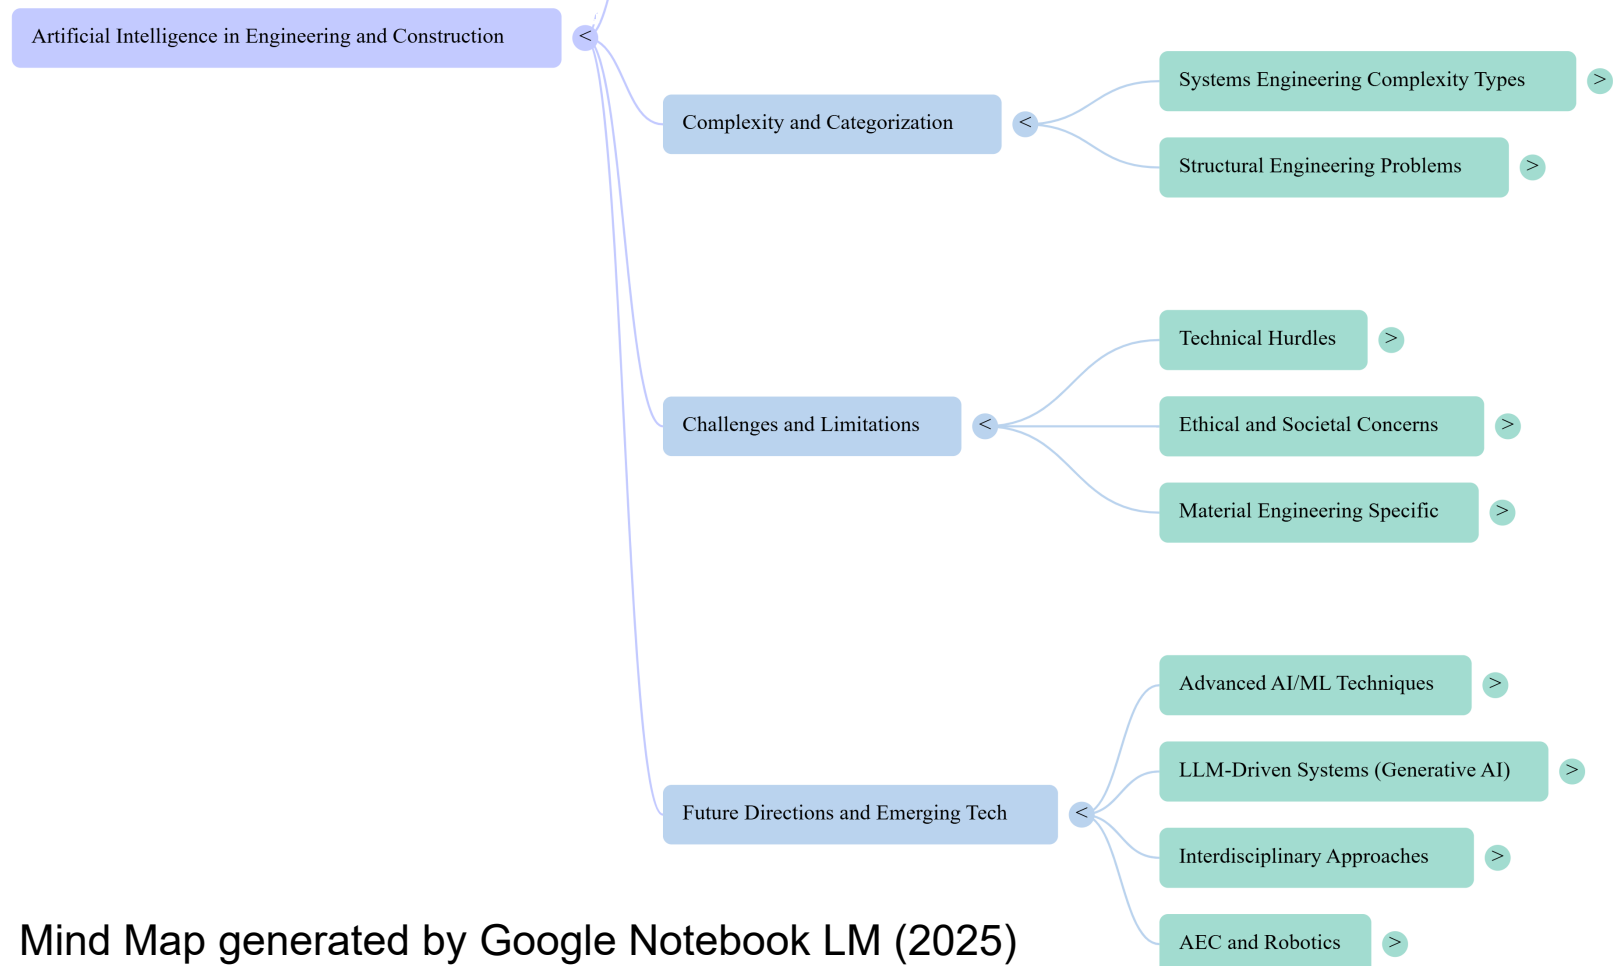 Artificial Intelligence in Engineering and Construction
<
Complexity and Categorization
<
Systems Engineering Complexity Types
>
Structural Engineering Problems
>
Challenges and Limitations
<
Technical Hurdles
>
Ethical and Societal Concerns
>
Material Engineering Specific
>
Future Directions and Emerging Tech
<
Advanced AI/ML Techniques
>
LLM-Driven Systems (Generative AI)
>
Interdisciplinary Approaches
>
AEC and Robotics
>
Mind Map generated by Google Notebook LM (2025)